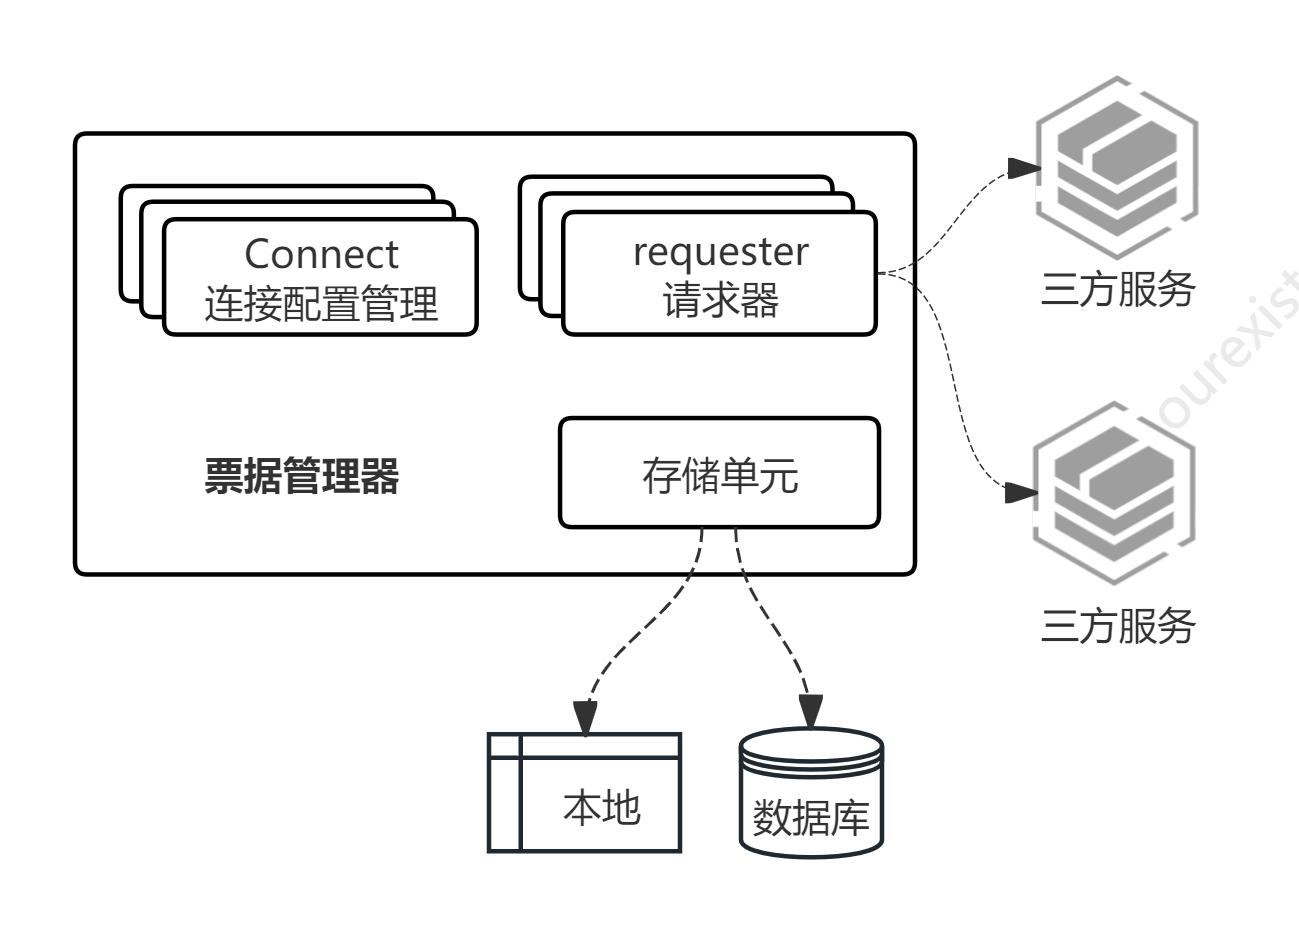 Connect
连接配置管理
requester
请求器
三方服务
票据管理器
存储单元
三方服务
本地
数据库
ourexist